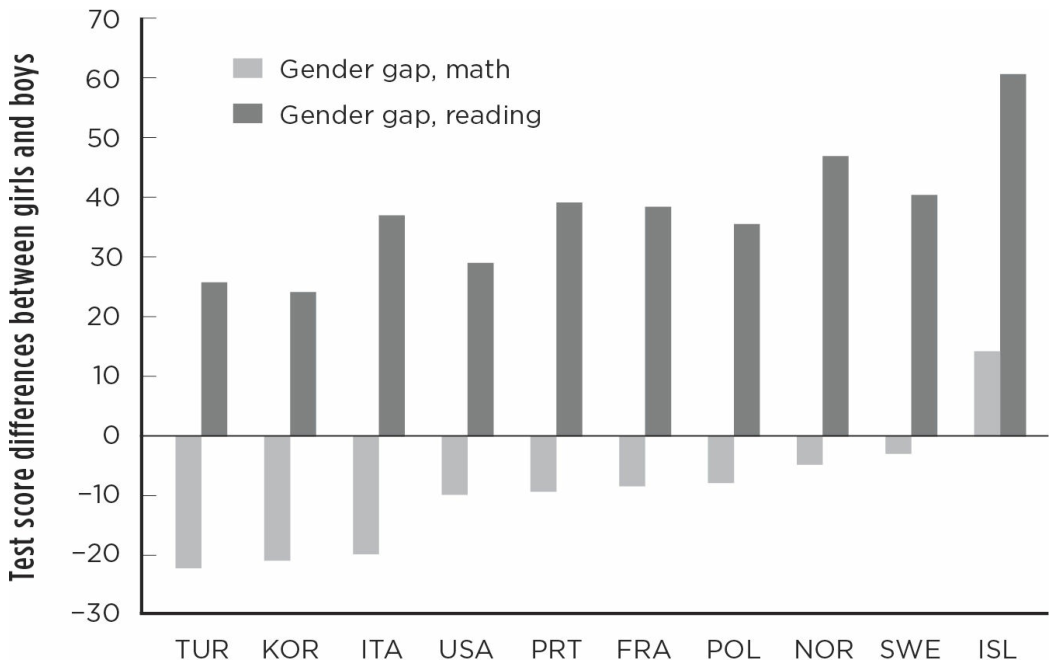 Test score differences between girls and boys
70
60
50
40
30
20
10
0
−10
−20
−30
Gender gap, math
Gender gap, reading
TUR KOR ITA USA PRT FRA POL NOR SWE ISL